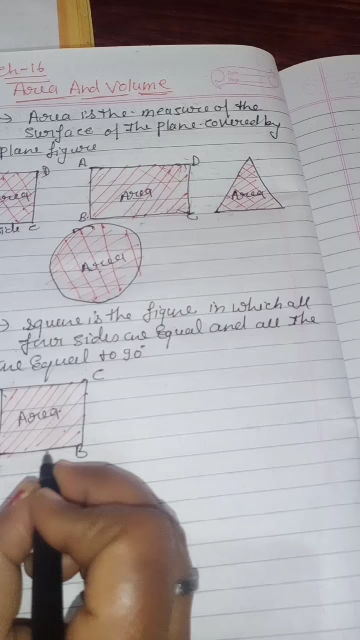 Ch-16
Area And Volume
→ Area is the measure of the
surface of the plane covered by
plane figure
A D
B C
Area
Area
Area
side C
Area
→ square is the figure in which all
four sides are Equal and all the
are Equal to 90°
C
Area
B